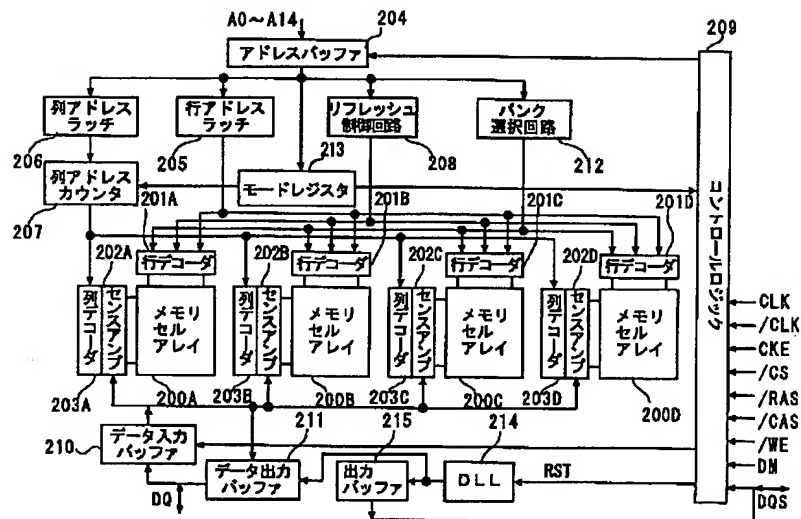 A0～A14
204
アドレスバッファ
209
列アドレス
ラッチ
行アドレス
ラッチ
リフレッシュ
制御回路
バンク
選択回路
206
205
213
208
212
列アドレス
カウンタ
モードレジスタ
207
201A
201B
201C
201D
コントロールロジック
202A
行デコーダ
202B
行デコーダ
202C
行デコーダ
202D
行デコーダ
列デコーダ
センスアンプ
メモリ
セル
アレイ
列デコーダ
センスアンプ
メモリ
セル
アレイ
列デコーダ
センスアンプ
メモリ
セル
アレイ
列デコーダ
センスアンプ
メモリ
セル
アレイ
CLK
/CLK
CKE
/CS
/RAS
/CAS
/WE
DM
DQS
203A
200A
203B
200B
203C
200C
203D
200D
210
データ入力
バッファ
211
215
214
データ出力
バッファ
出力
バッファ
DLL
RST
DQ